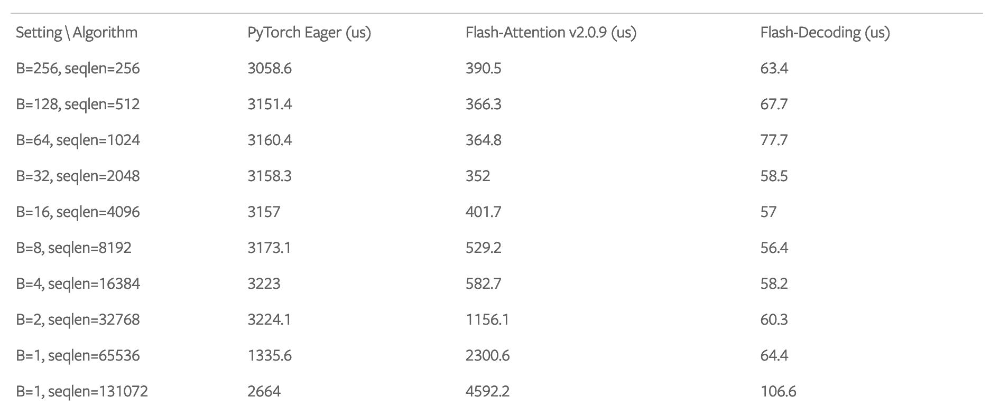 Setting \ Algorithm PyTorch Eager (us) Flash-Attention v2.0.9 (us) Flash-Decoding (us)
B=256, seqlen=256 3058.6 390.5 63.4
B=128, seqlen=512 3151.4 366.3 67.7
B=64, seqlen=1024 3160.4 364.8 77.7
B=32, seqlen=2048 3158.3 352 58.5
B=16, seqlen=4096 3157 401.7 57
B=8, seqlen=8192 3173.1 529.2 56.4
B=4, seqlen=16384 3223 582.7 58.2
B=2, seqlen=32768 3224.1 1156.1 60.3
B=1, seqlen=65536 1335.6 2300.6 64.4
B=1, seqlen=131072 2664 4592.2 106.6